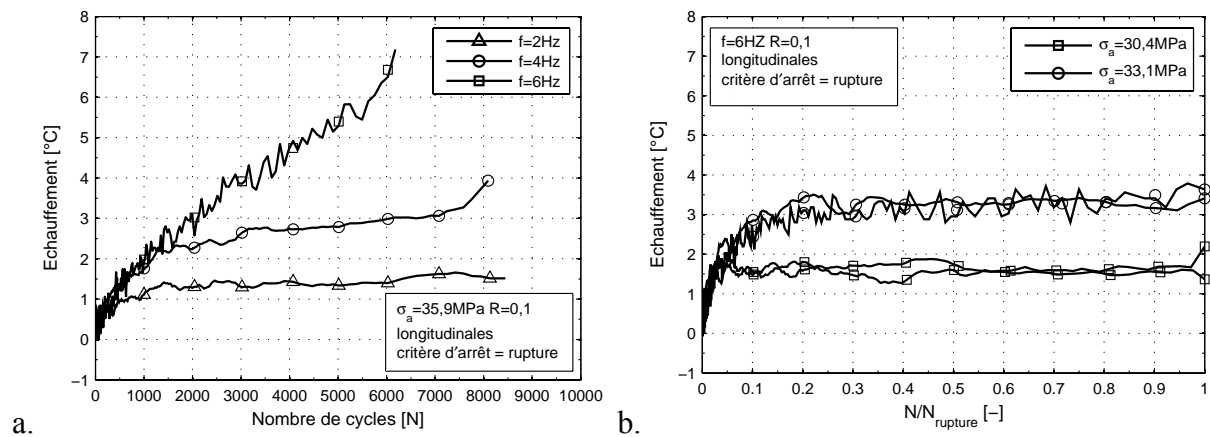 8
7
6
5
4
3
2
1
0
−1
Echauffement [°C]
f=2Hz
f=4Hz
f=6Hz
σa=35,9MPa R=0,1
longitudinales
critère d'arrêt = rupture
0 1000 2000 3000 4000 5000 6000 7000 8000 9000 10000
Nombre de cycles [N]
a.
8
7
6
5
4
3
2
1
0
−1
Echauffement [°C]
f=6HZ R=0,1
longitudinales
critère d'arrêt = rupture
σa=30,4MPa
σa=33,1MPa
0 0.1 0.2 0.3 0.4 0.5 0.6 0.7 0.8 0.9 1
N/Nrupture [-]
b.